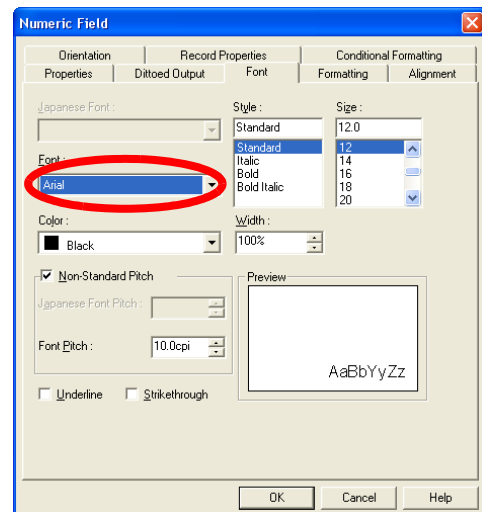 Numeric Field
Orientation Record Properties Conditional Formatting
Properties Dittoed Output Font Formatting Alignment
Japanese Font :
Style :
Size :
Standard
12.0
Font :
Arial
Standard
Italic
Bold
Bold Italic
12
14
16
18
20
Color :
Black
Width :
100%
Non-Standard Pitch
Japanese Font Pitch :
Font Pitch :
10.0cpi
Preview
AaBbYyZz
Underline
Strikethrough
OK
Cancel
Help